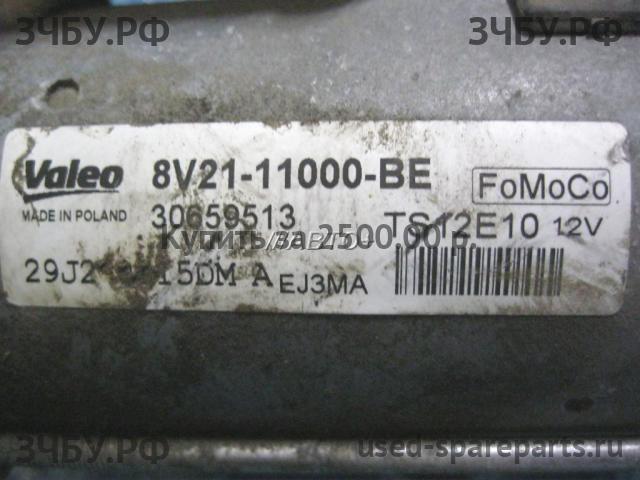 ЗЧБУ.РФ ЗЧБУ.РФ
Valeo 8V21-11000-BE FoMoCo
MADE IN POLAND 30659513 TS12E10 12V
Купить за 2500.00 р.
15DM A EJ3MA
ЗЧБУ.РФ used-spareparts.ru